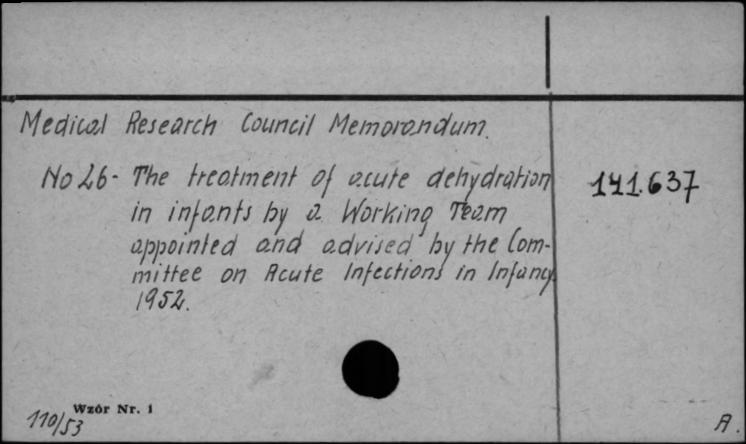 Medical Research Council Memorandum.
No 26 - The treatment of acute dehydration 141.637
in infants by a Working Team
appointed and advised by the Com-
mittee on Acute Infections in Infancy
1952.
Wzór Nr. 1
110/53
A.